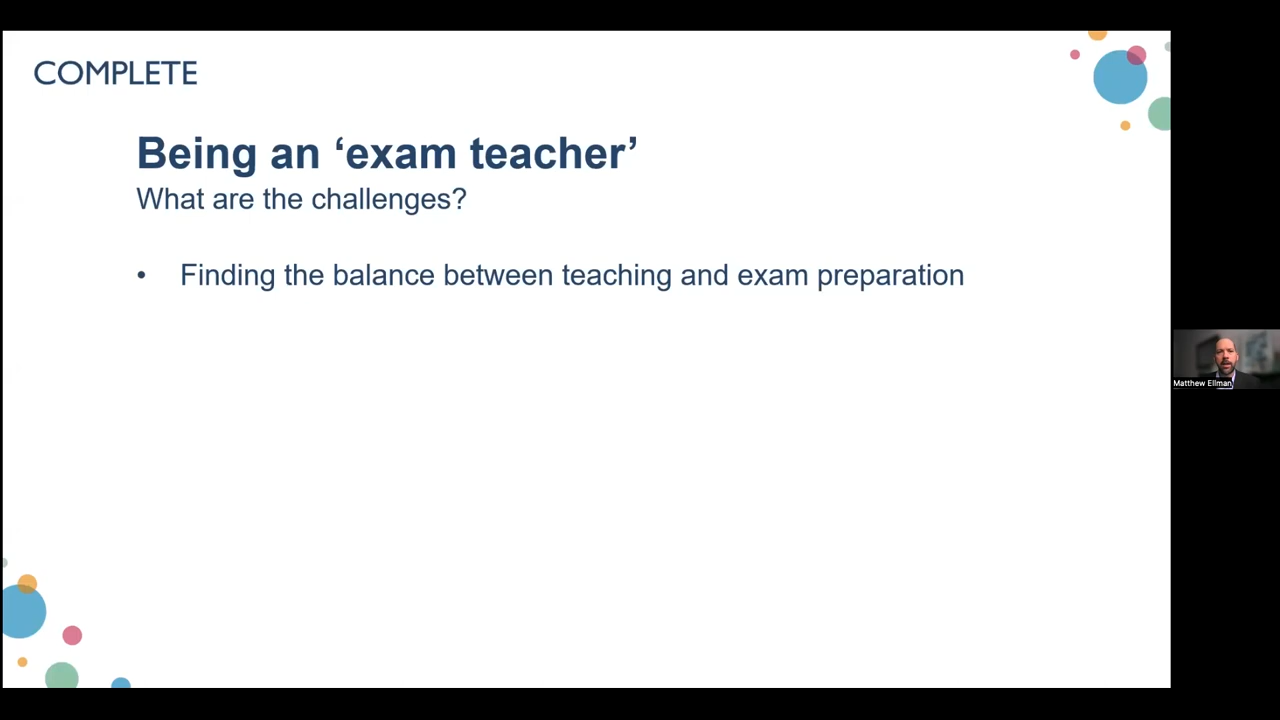 COMPLETE
Being an ‘exam teacher’
What are the challenges?
• Finding the balance between teaching and exam preparation
Matthew Ellman